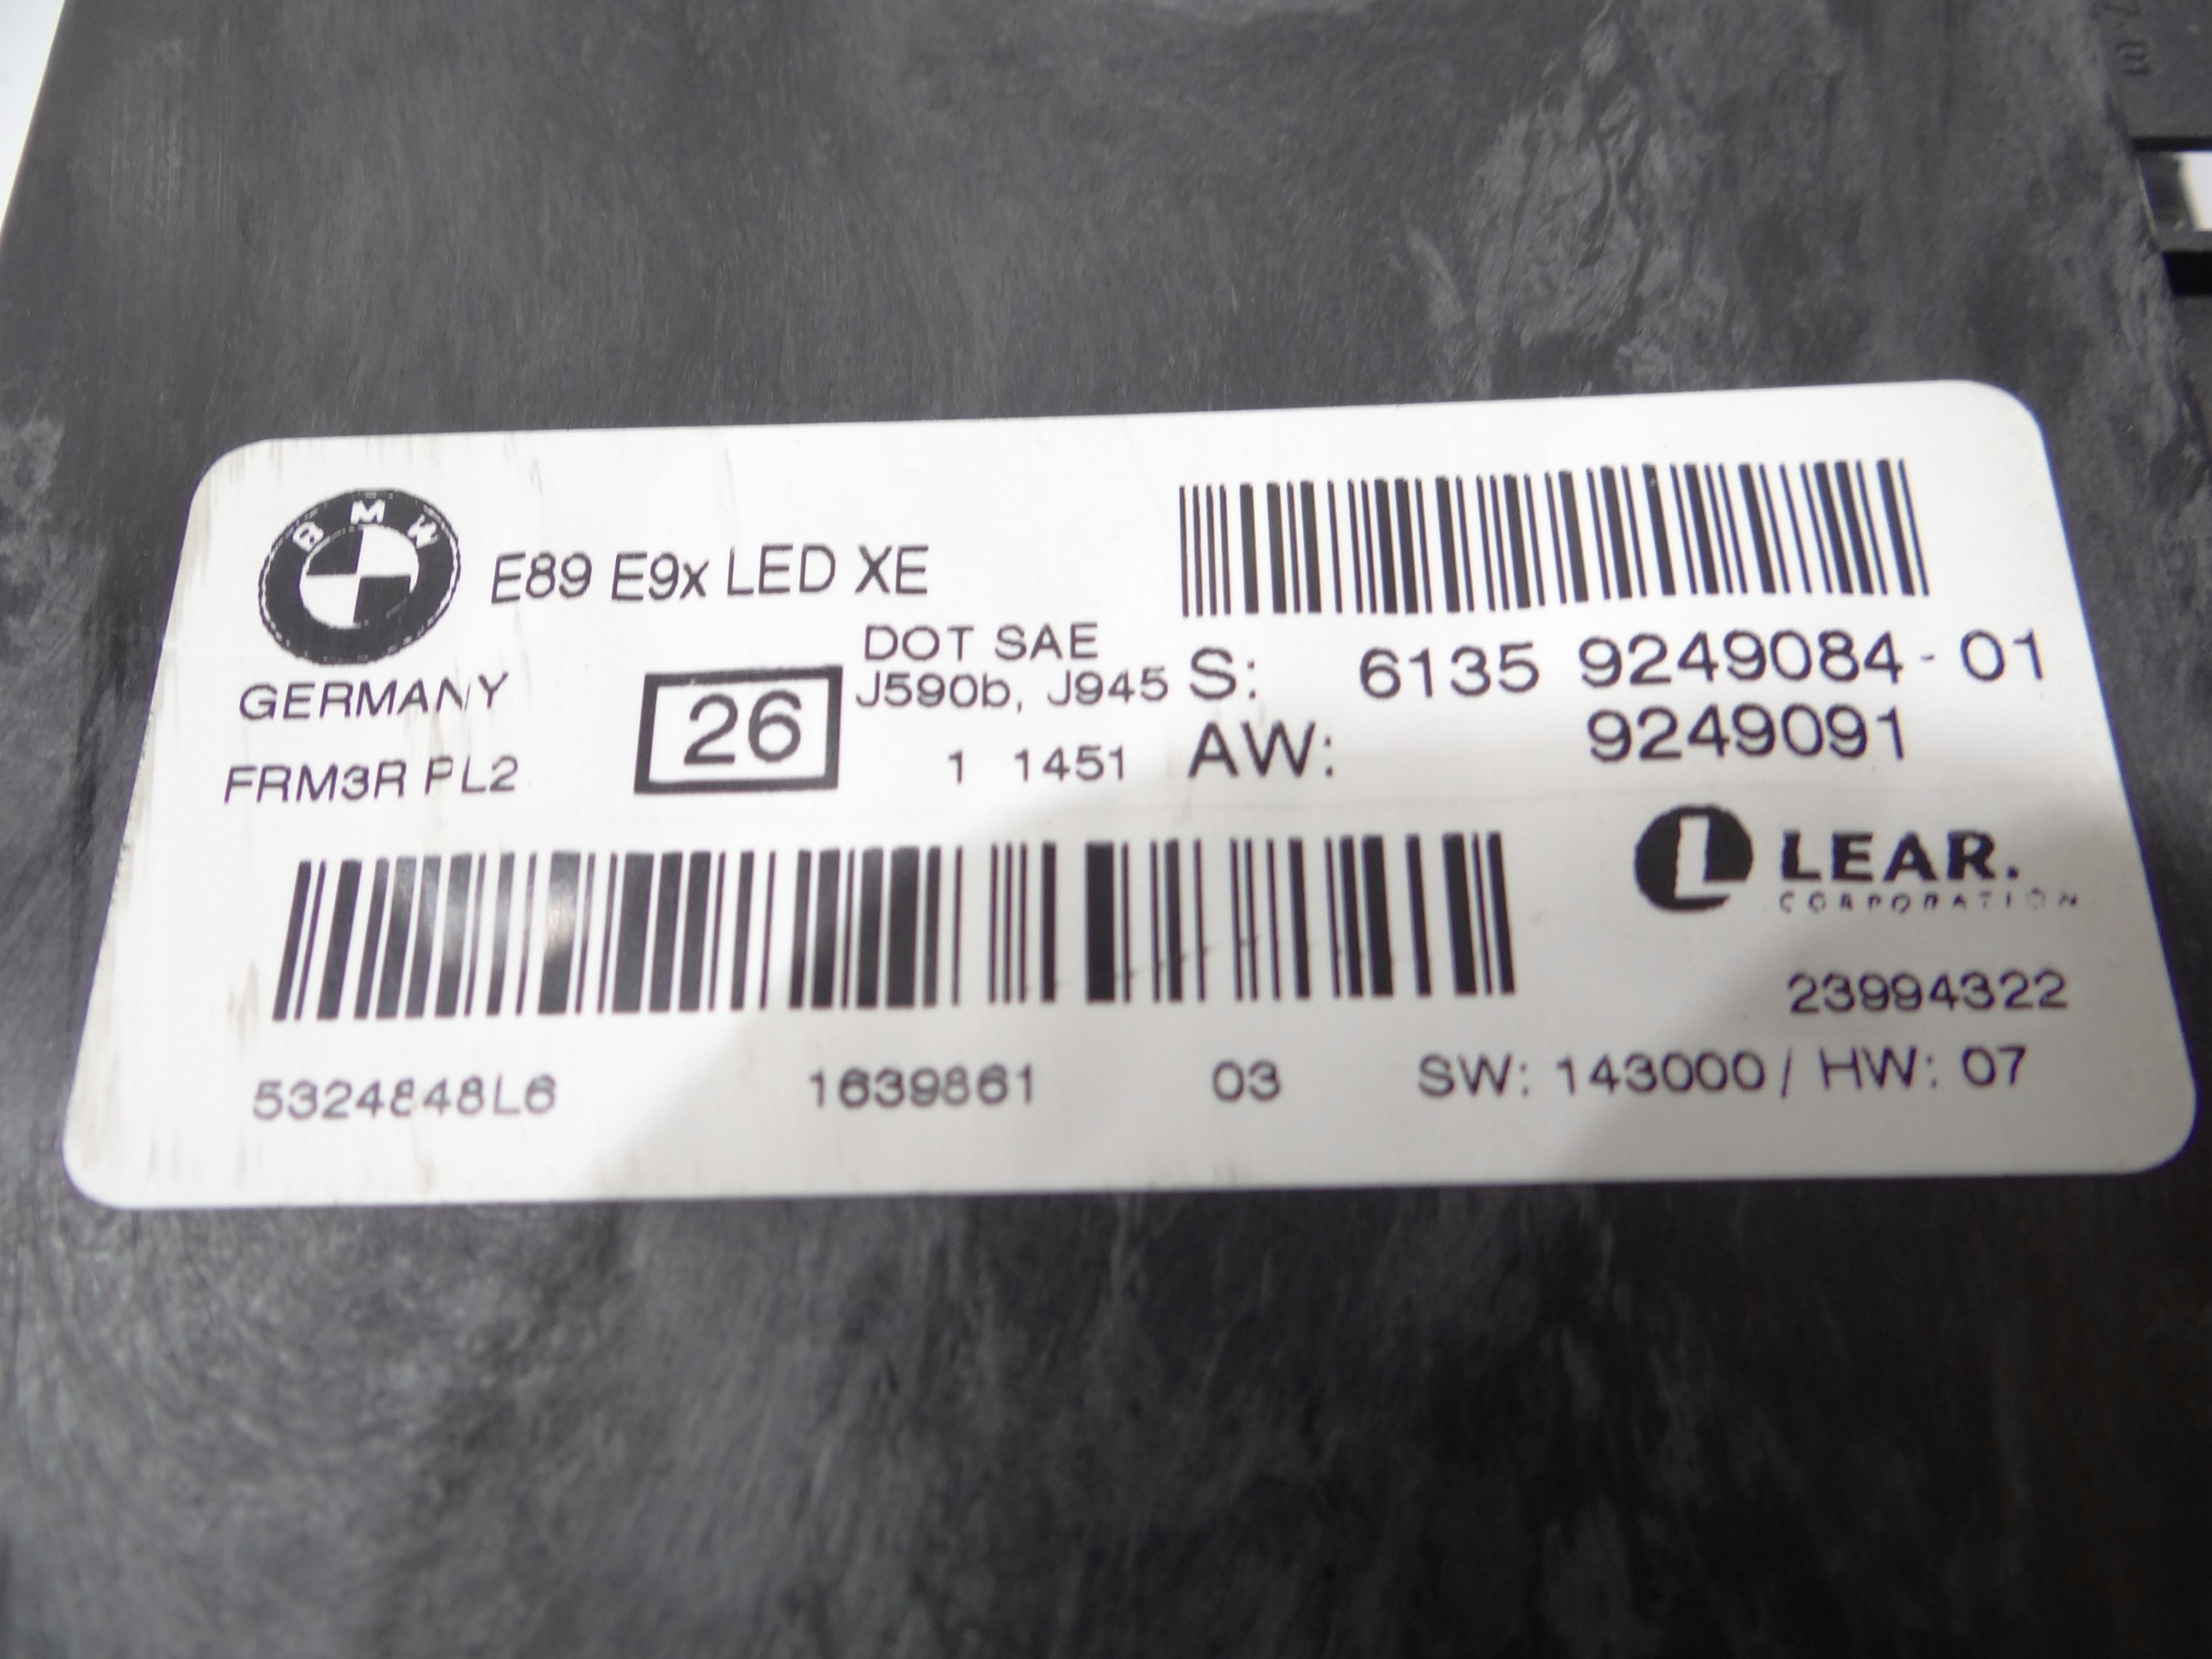 BMW
E89 E9x LED XE
GERMANY
FRM3R PL2
26
DOT SAE
J590b, J945
1 1451
S: 6135 9249084-01
AW: 9249091
LEAR.
CORPORATION
23994322
5324848L6 1639861 03 SW: 143000 / HW: 07